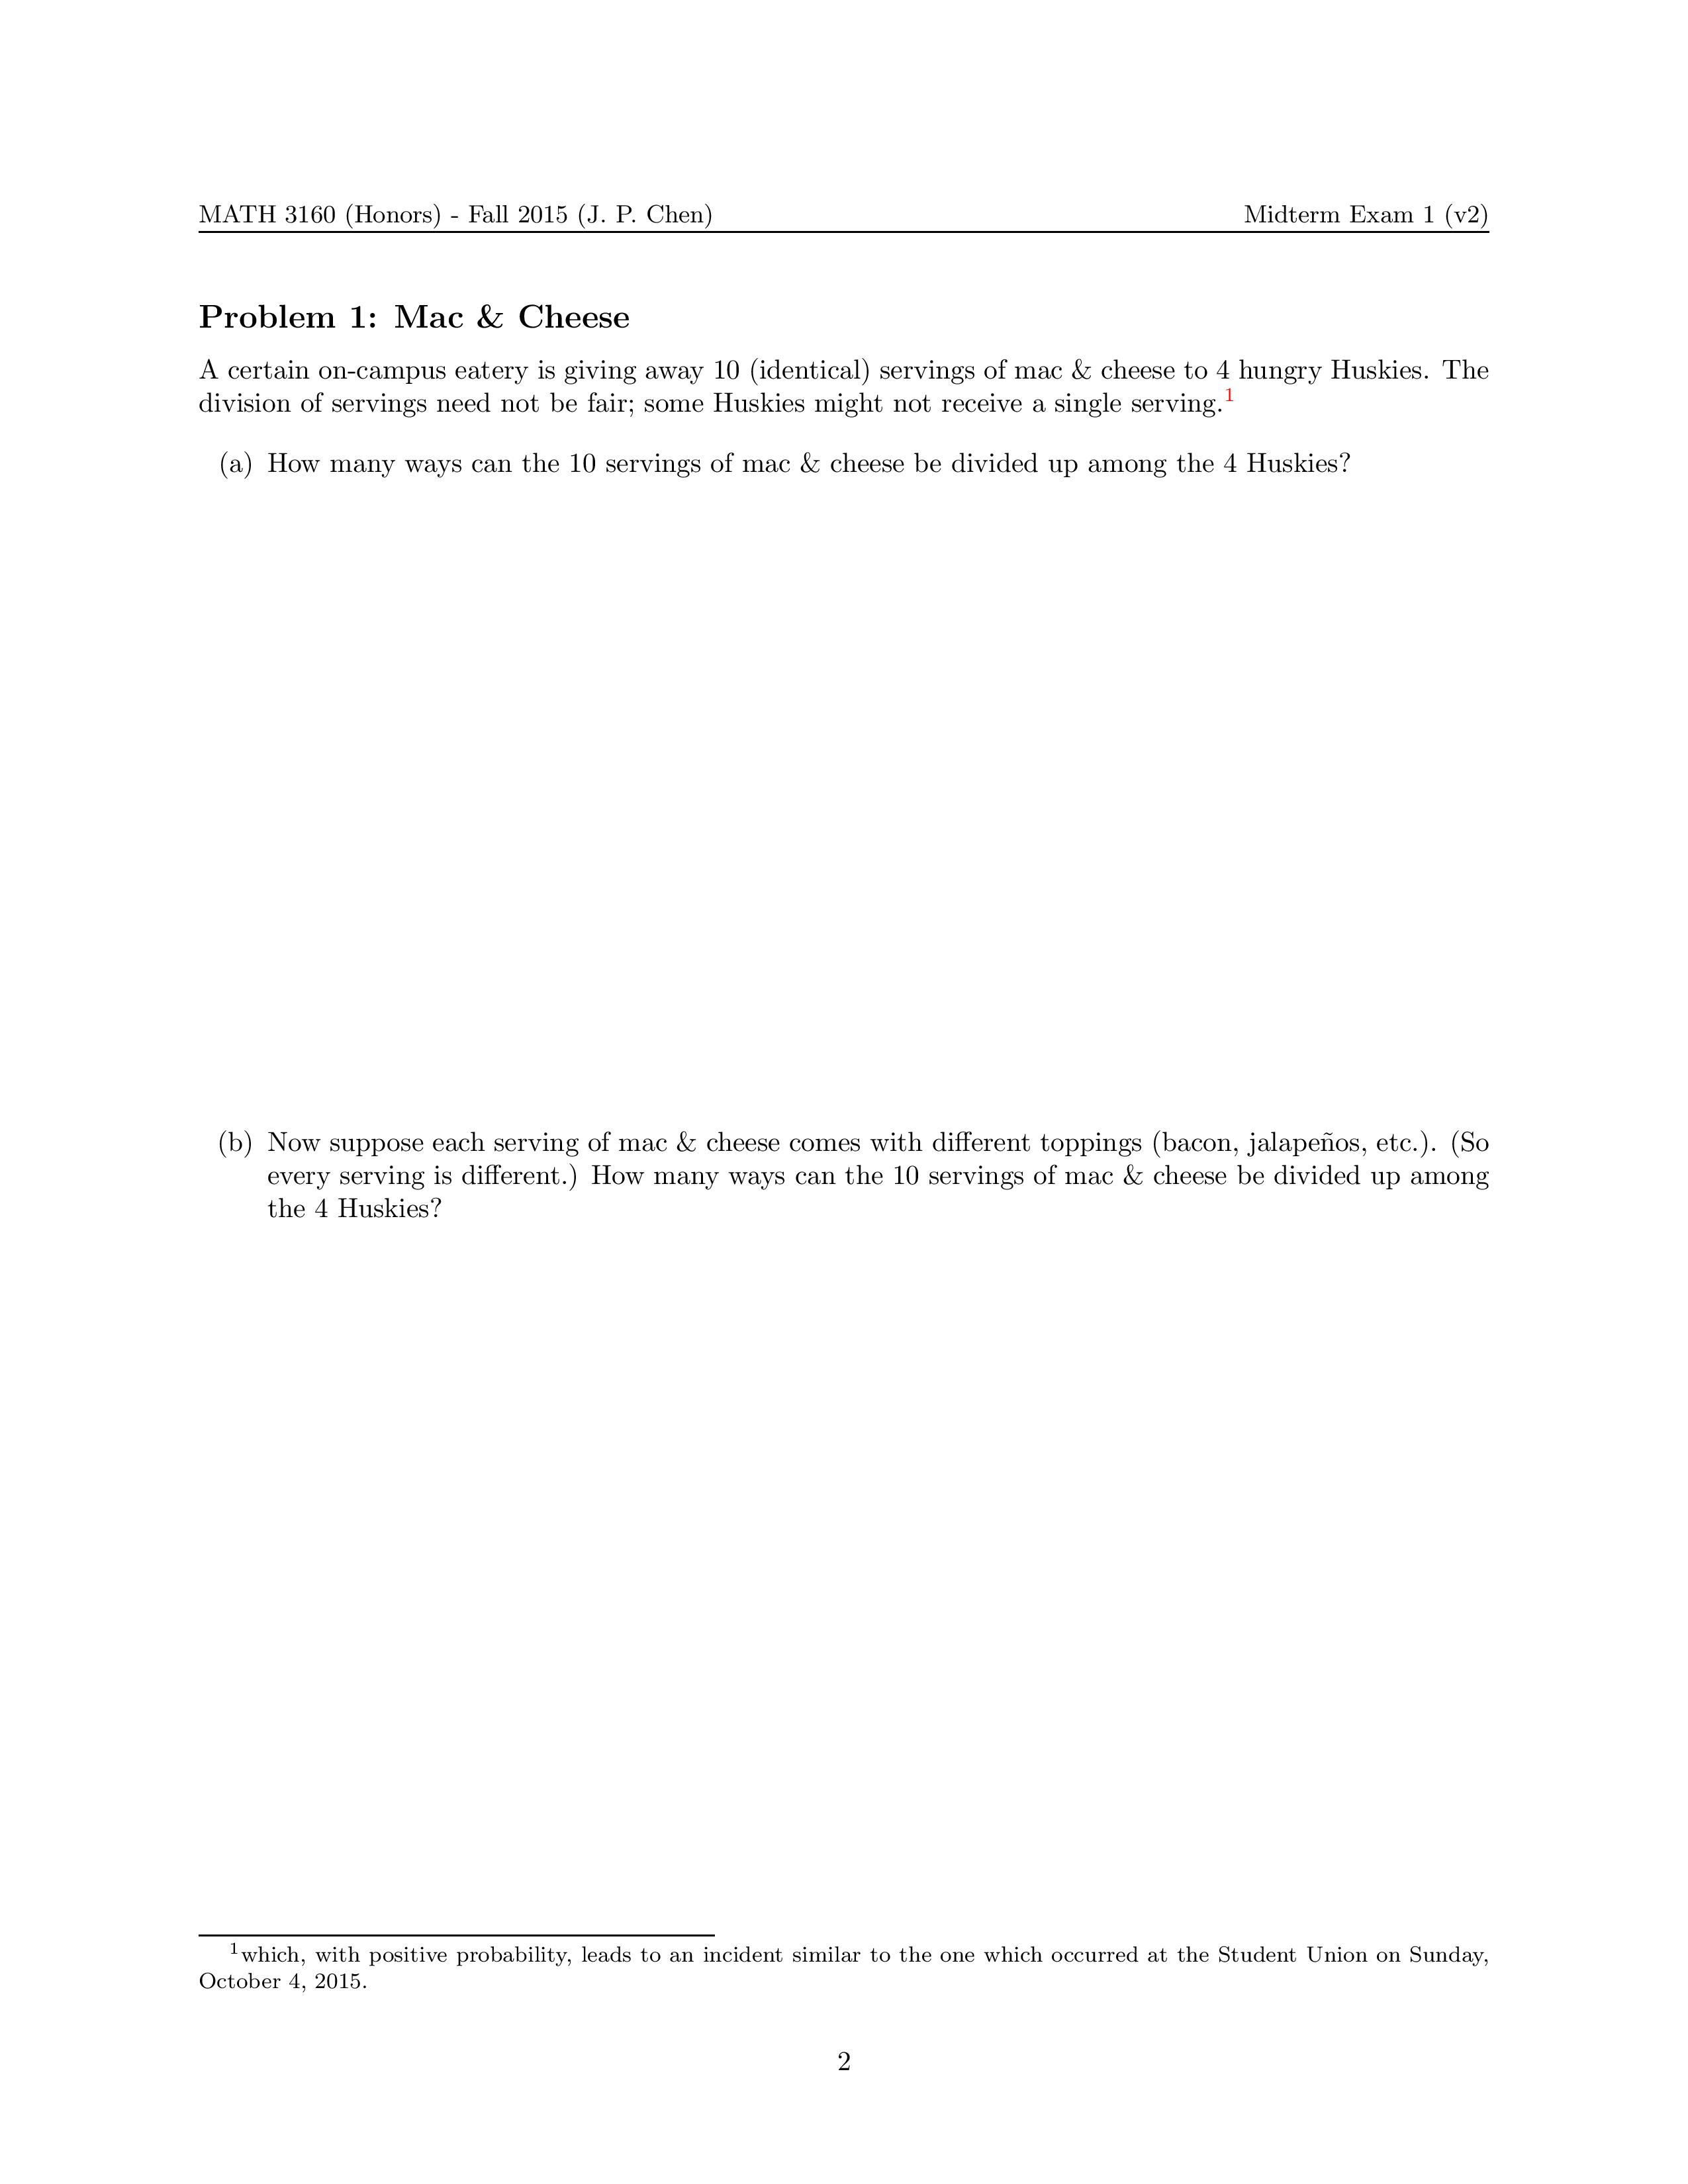 MATH 3160 (Honors) - Fall 2015 (J. P. Chen) Midterm Exam 1 (v2)
Problem 1: Mac & Cheese
A certain on-campus eatery is giving away 10 (identical) servings of mac & cheese to 4 hungry Huskies. The
division of servings need not be fair; some Huskies might not receive a single serving.1
(a) How many ways can the 10 servings of mac & cheese be divided up among the 4 Huskies?
(b) Now suppose each serving of mac & cheese comes with different toppings (bacon, jalapeños, etc.). (So
every serving is different.) How many ways can the 10 servings of mac & cheese be divided up among
the 4 Huskies?
1which, with positive probability, leads to an incident similar to the one which occurred at the Student Union on Sunday,
October 4, 2015.
2